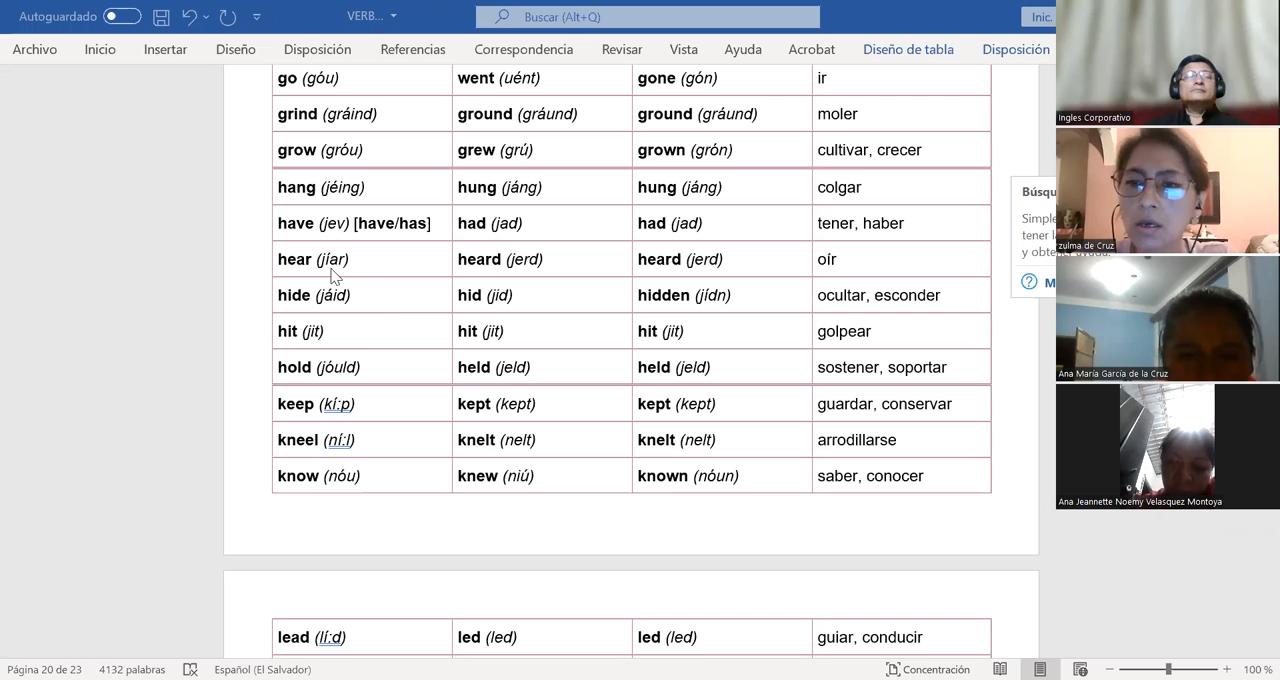 Autoguardado VERB... Buscar (Alt+Q) Inic.
Archivo Inicio Insertar Diseño Disposición Referencias Correspondencia Revisar Vista Ayuda Acrobat Diseño de tabla Disposición
go (góu) went (uént) gone (gón) ir
grind (gráind) ground (gráund) ground (gráund) moler
grow (gróu) grew (grú) grown (grón) cultivar, crecer
hang (jéing) hung (jáng) hung (jáng) colgar
have (jev) [have/has] had (jad) had (jad) tener, haber
hear (jíar) heard (jerd) heard (jerd) oír
hide (jáid) hid (jid) hidden (jídn) ocultar, esconder
hit (jit) hit (jit) hit (jit) golpear
hold (jóuld) held (jeld) held (jeld) sostener, soportar
keep (kí:p) kept (kept) kept (kept) guardar, conservar
kneel (ní:l) knelt (nelt) knelt (nelt) arrodillarse
know (nóu) knew (niú) known (nóun) saber, conocer
lead (lí:d) led (led) led (led) guiar, conducir
Búsqu
Simple
tener l
y obte
M
Ingles Corporativo
zulma de Cruz
Ana María García de la Cruz
Ana Jeannette Noemy Velasquez Montoya
Página 20 de 23 4132 palabras Español (El Salvador) Concentración 100 %